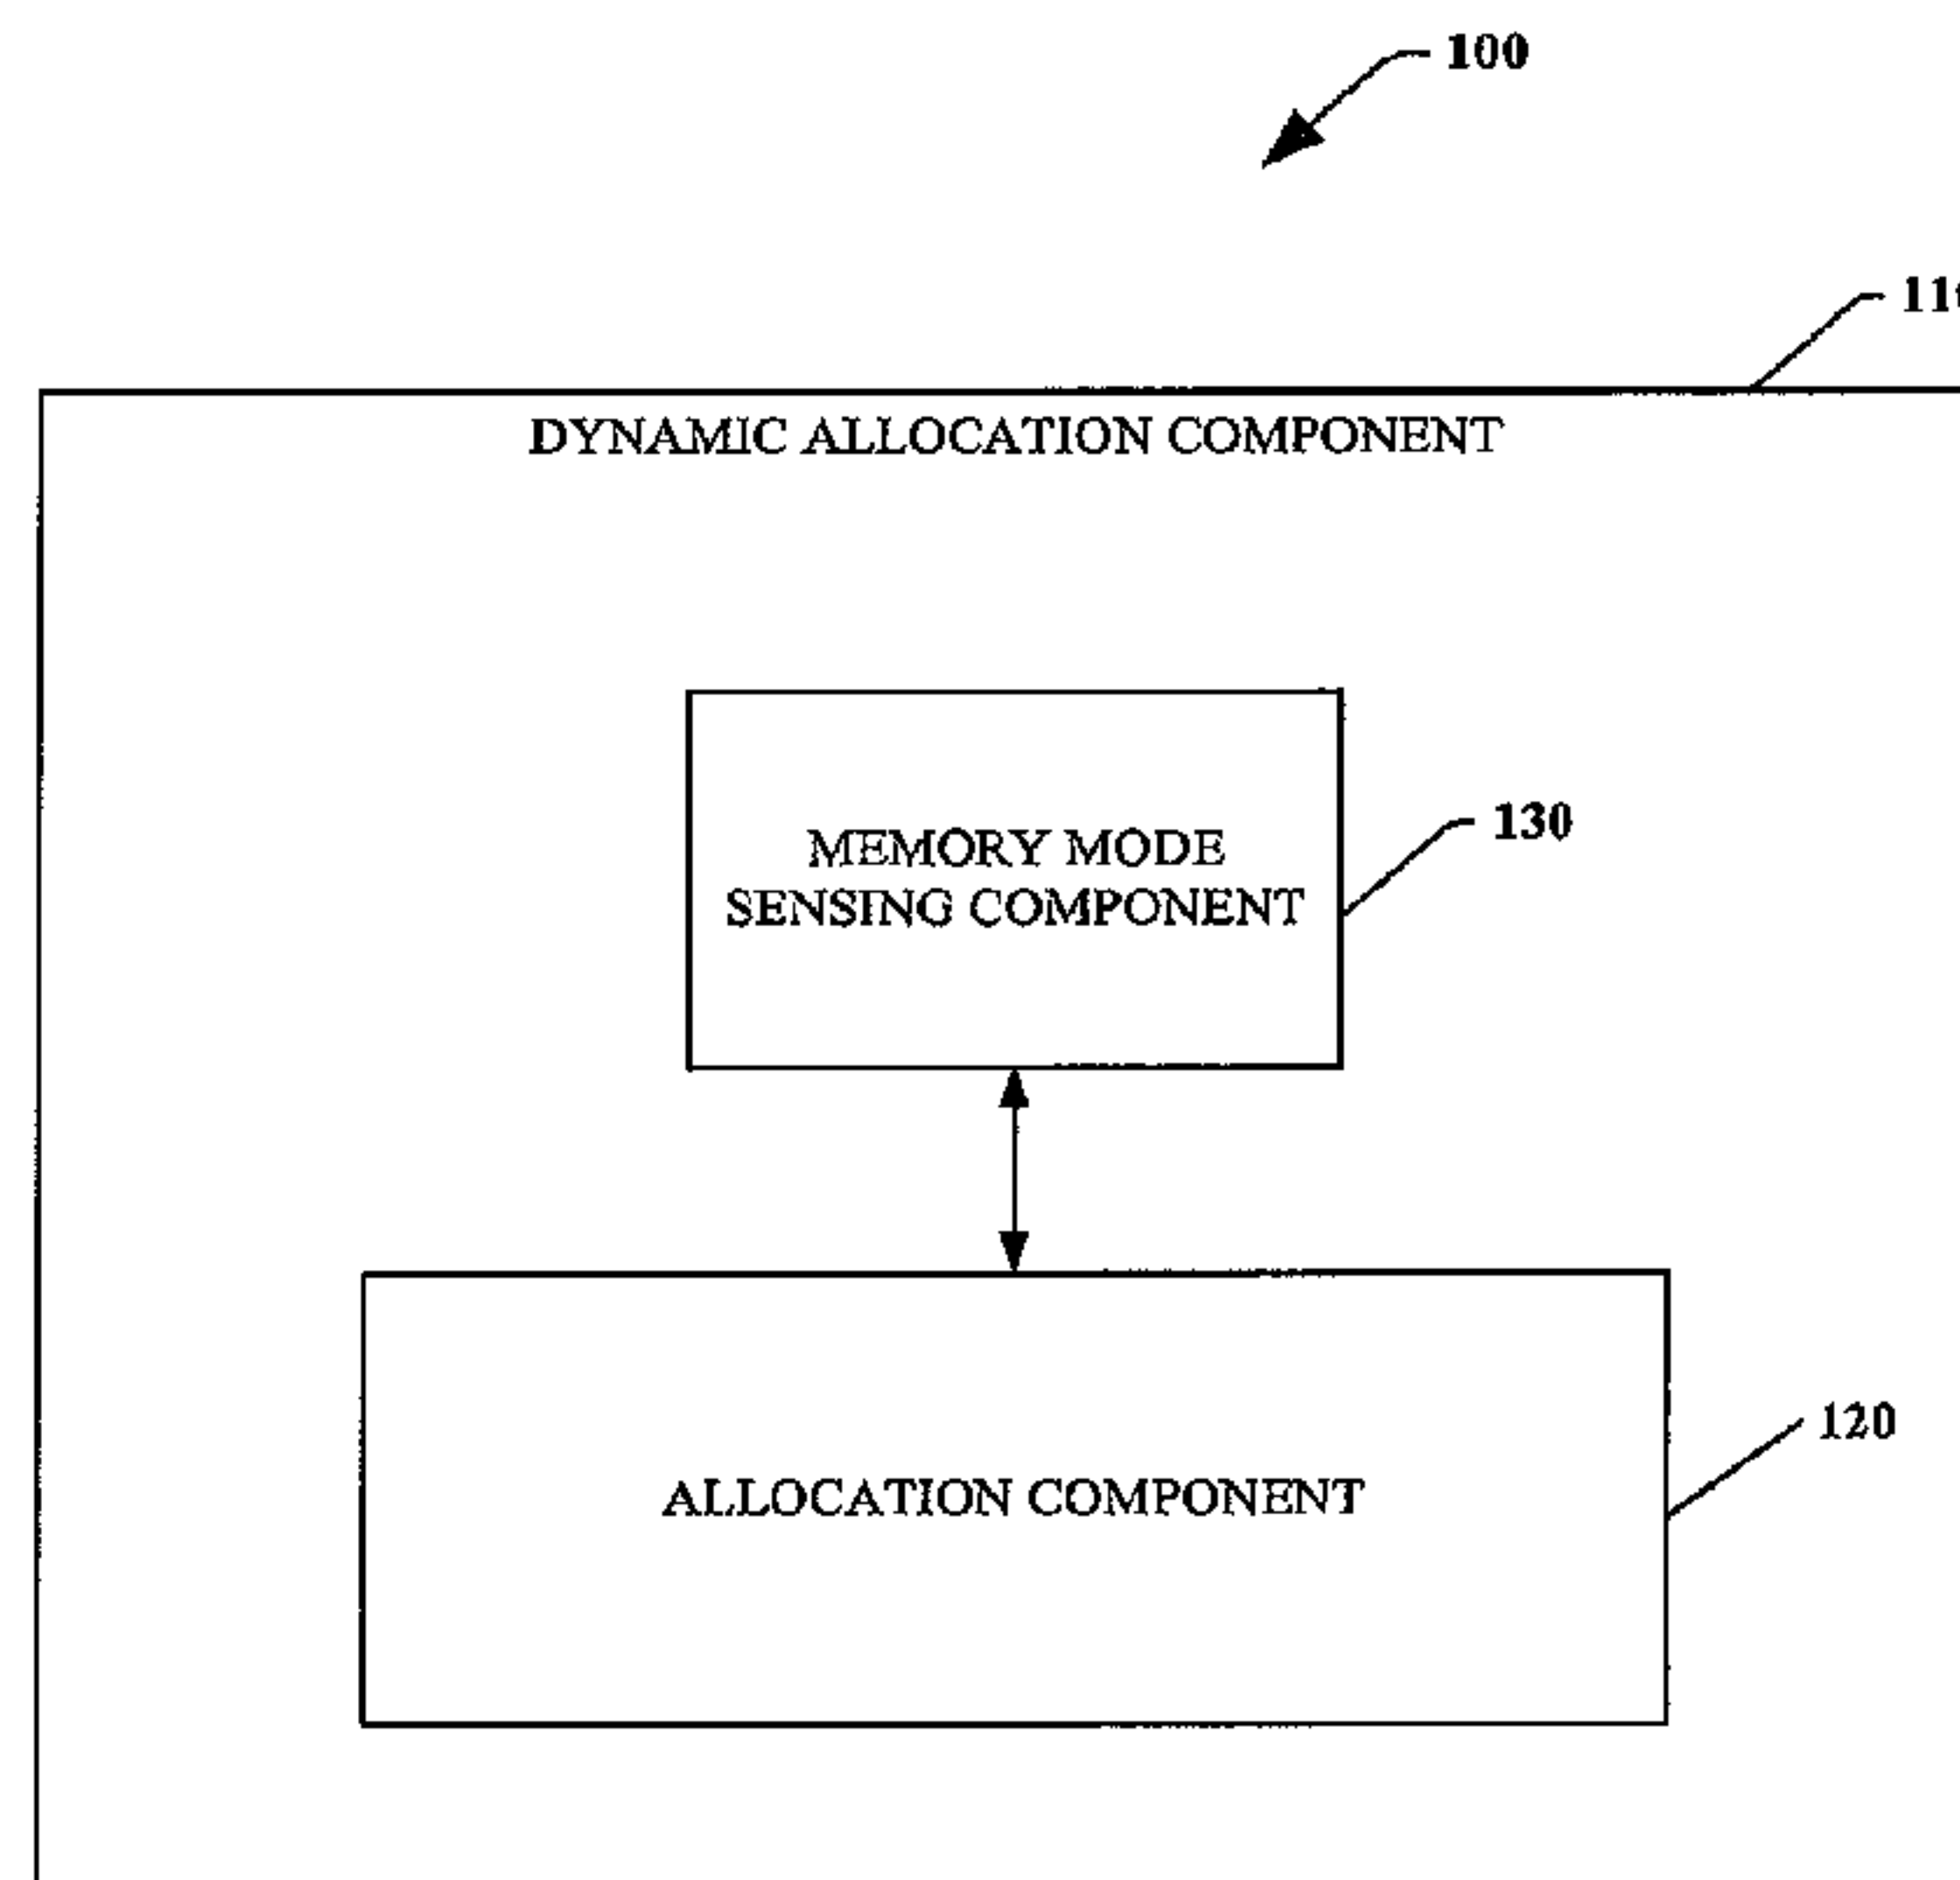 100
DYNAMIC ALLOCATION COMPONENT
MEMORY MODE
SENSING COMPONENT
130
120
ALLOCATION COMPONENT